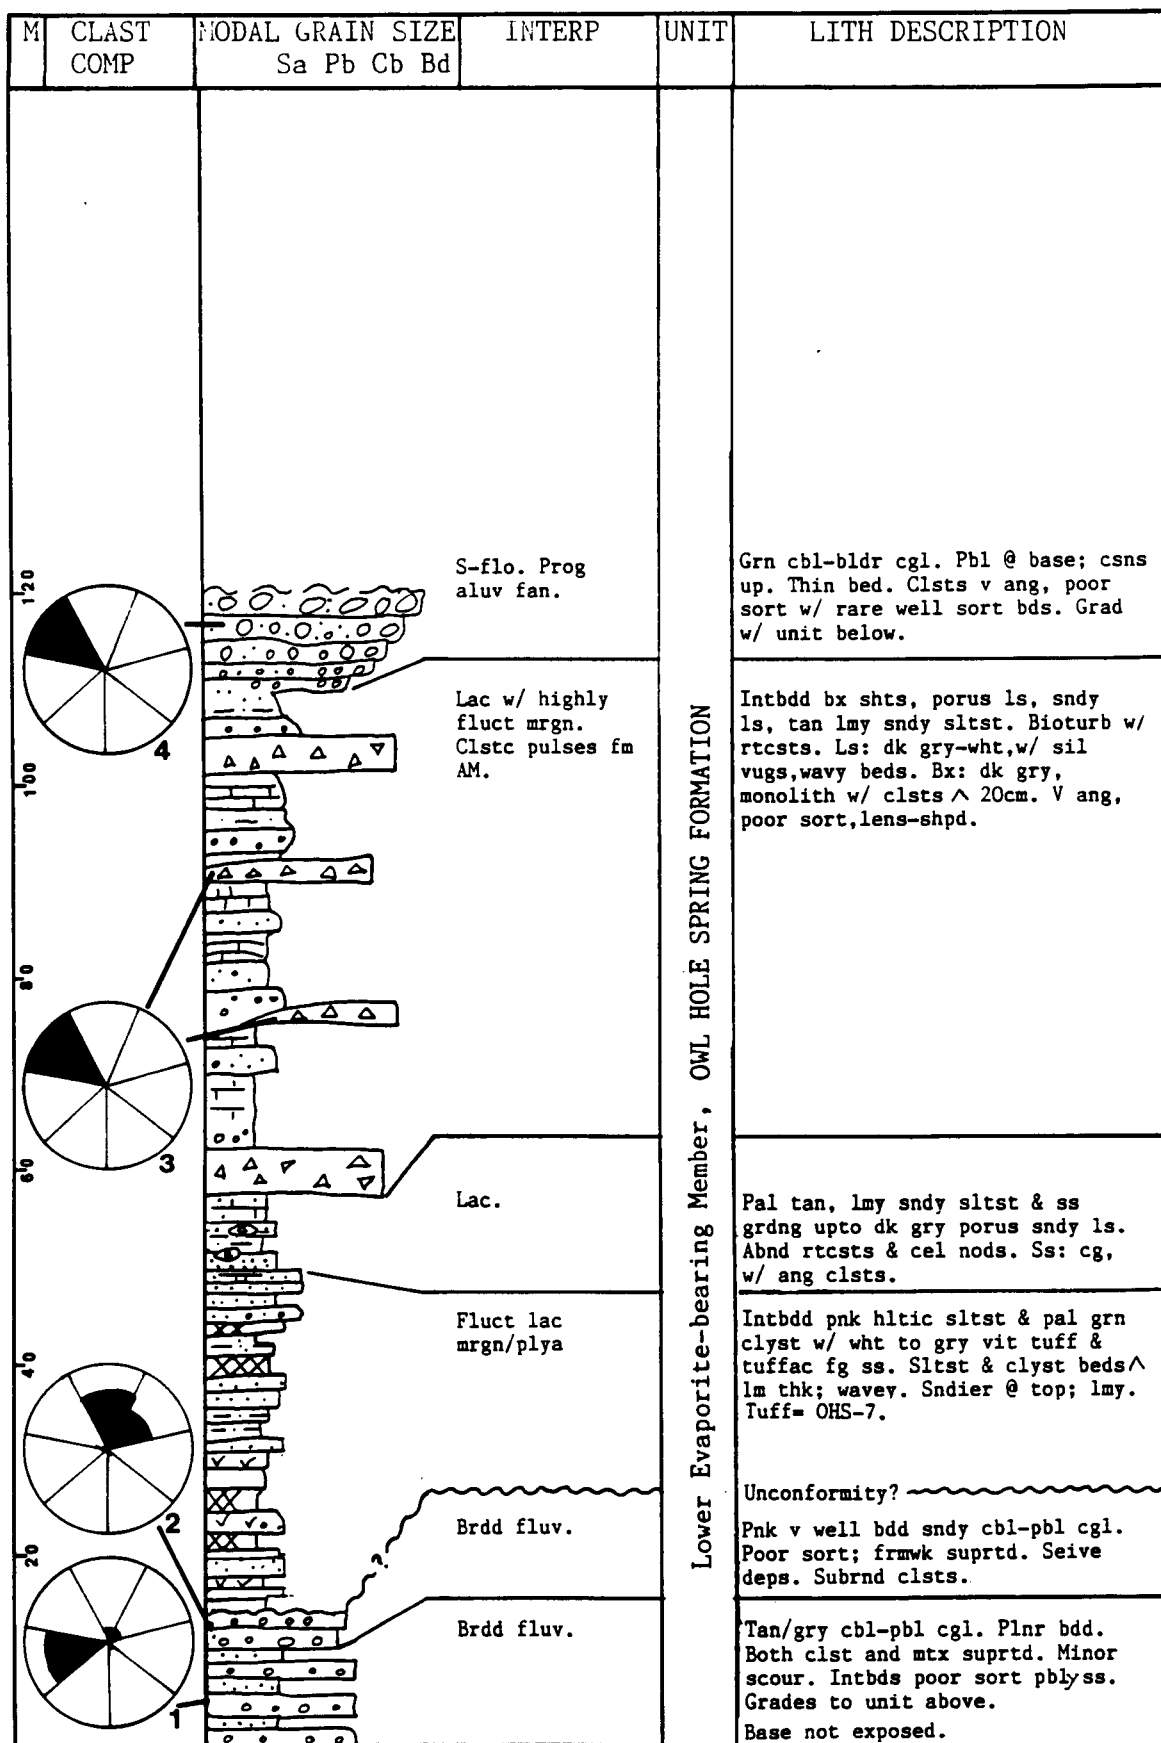 M CLAST MODAL GRAIN SIZE INTERP UNIT LITH DESCRIPTION
COMP Sa Pb Cb Bd
S-flo. Prog
aluv fan.
Grn cbl-bldr cgl. Pbl @ base; csns
up. Thin bed. Clsts v ang, poor
sort w/ rare well sort bds. Grad
w/ unit below.
120
4
Lac w/ highly
fluct mrgn.
Clstc pulses fm
AM.
Intbdd bx shts, porus ls, sndy
ls, tan lmy sndy sltst. Bioturb w/
rtcsts. Ls: dk gry-wht,w/ sil
vugs,wavy beds. Bx: dk gry,
monolith w/ clsts ^ 20cm. V ang,
poor sort,lens-shpd.
100
80
3
60
Lac.
Pal tan, lmy sndy sltst & ss
grdng upto dk gry porus sndy ls.
Abnd rtcsts & cel nods. Ss: cg,
w/ ang clsts.
Fluct lac
mrgn/plya
Intbdd pnk hltic sltst & pal grn
clyst w/ wht to gry vit tuff &
tuffac fg ss. Sltst & clyst beds^
1m thk; wavey. Sndier @ top; lmy.
Tuff= OHS-7.
40
2
Unconformity?
?
Brdd fluv.
Pnk v well bdd sndy cbl-pbl cgl.
Poor sort; frmwk suprtd. Seive
deps. Subrnd clsts.
20
Brdd fluv.
Tan/gry cbl-pbl cgl. Plnr bdd.
Both clst and mtx suprtd. Minor
scour. Intbds poor sort pblyss.
Grades to unit above.
Base not exposed.
1
Lower Evaporite-bearing Member, OWL HOLE SPRING FORMATION